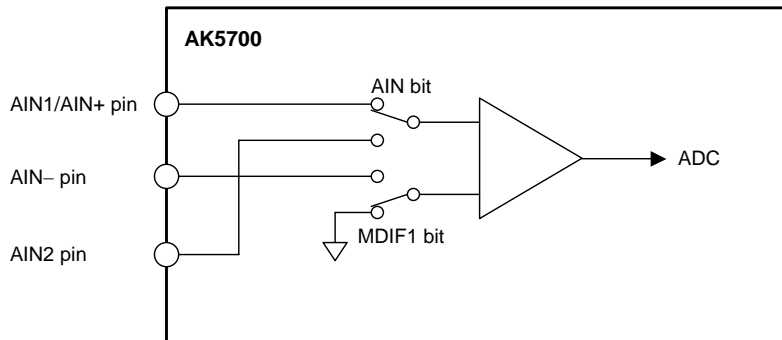 AK5700
AIN bit
AIN1/AIN+ pin
ADC
AIN− pin
MDIF1 bit
AIN2 pin